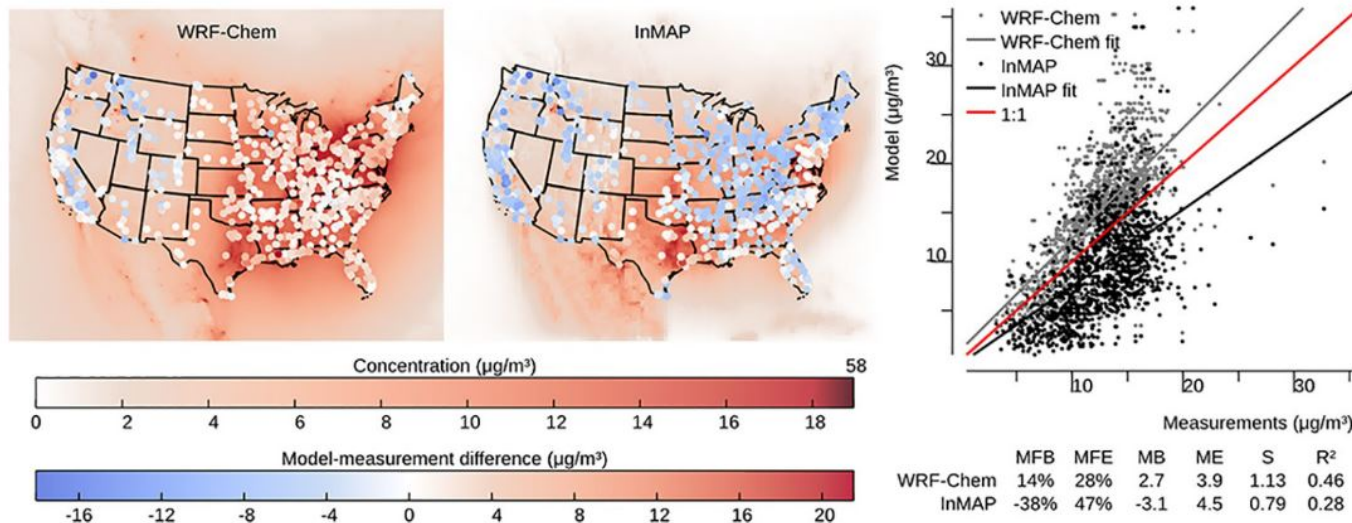 WRF-Chem
InMAP
Concentration (µg/m³)
58
0 2 4 6 8 10 12 14 16 18
Model-measurement difference (µg/m³)
-16 -12 -8 -4 0 4 8 12 16 20
WRF-Chem
WRF-Chem fit
InMAP
InMAP fit
1:1
Model (µg/m³)
30
20
10
10 20 30
Measurements (µg/m³)
MFB MFE MB ME S R²
WRF-Chem 14% 28% 2.7 3.9 1.13 0.46
InMAP -38% 47% -3.1 4.5 0.79 0.28